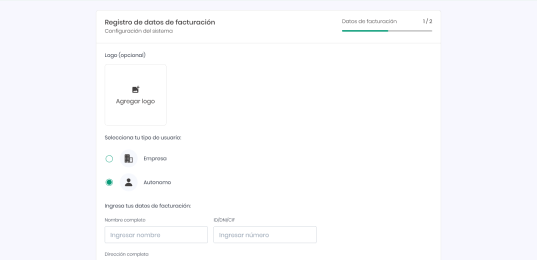 Registro de datos de facturación
Configuración del sistema
Datos de facturación 1/2
Logo (opcional)
Agregar logo
Selecciona tu tipo de usuario:
Empresa
Autónomo
Ingresa tus datos de facturación:
Nombre completo
ID/DNI/CIF
Ingresar nombre
Ingresar número
Dirección completa